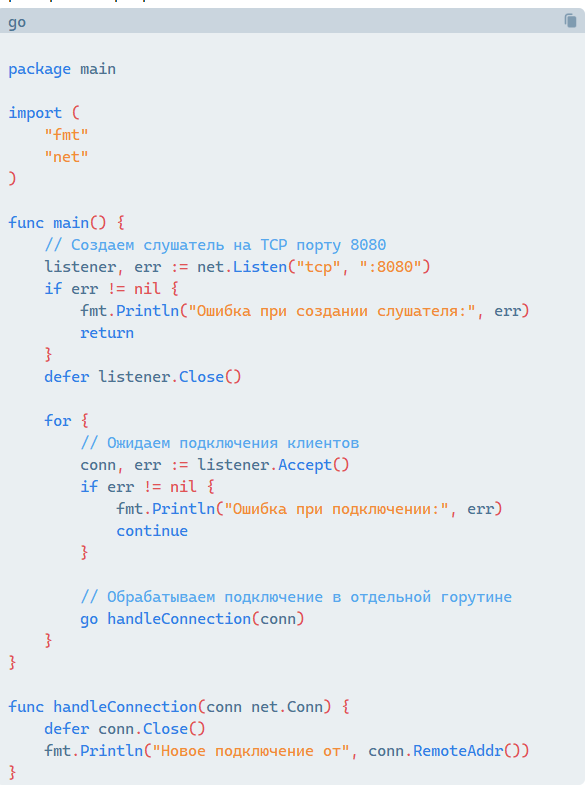 go
package main
import (
    "fmt"
    "net"
)
func main() {
    // Создаем слушатель на TCP порту 8080
    listener, err := net.Listen("tcp", ":8080")
    if err != nil {
        fmt.Println("Ошибка при создании слушателя:", err)
        return
    }
    defer listener.Close()
    for {
        // Ожидаем подключения клиентов
        conn, err := listener.Accept()
        if err != nil {
            fmt.Println("Ошибка при подключении:", err)
            continue
        }
        // Обрабатываем подключение в отдельной горутине
        go handleConnection(conn)
    }
}
func handleConnection(conn net.Conn) {
    defer conn.Close()
    fmt.Println("Новое подключение от", conn.RemoteAddr())
}